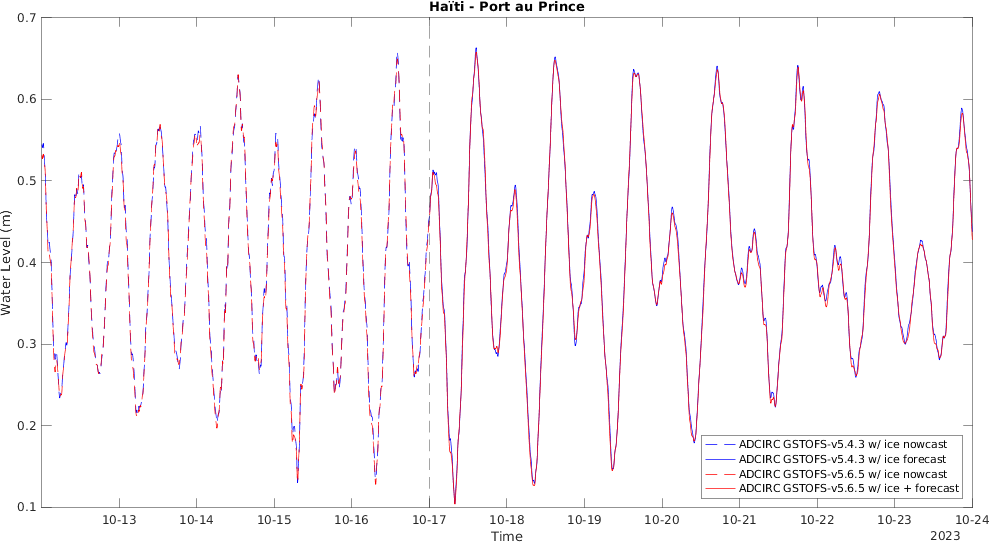 Haïti - Port au Prince
0.7
0.6
0.5
0.4
0.3
0.2
0.1
Water Level (m)
ADCIRC GSTOFS-v5.4.3 w/ ice nowcast
ADCIRC GSTOFS-v5.4.3 w/ ice forecast
ADCIRC GSTOFS-v5.6.5 w/ ice nowcast
ADCIRC GSTOFS-v5.6.5 w/ ice + forecast
10-13 10-14 10-15 10-16 10-17 10-18 10-19 10-20 10-21 10-22 10-23 10-24
Time
2023